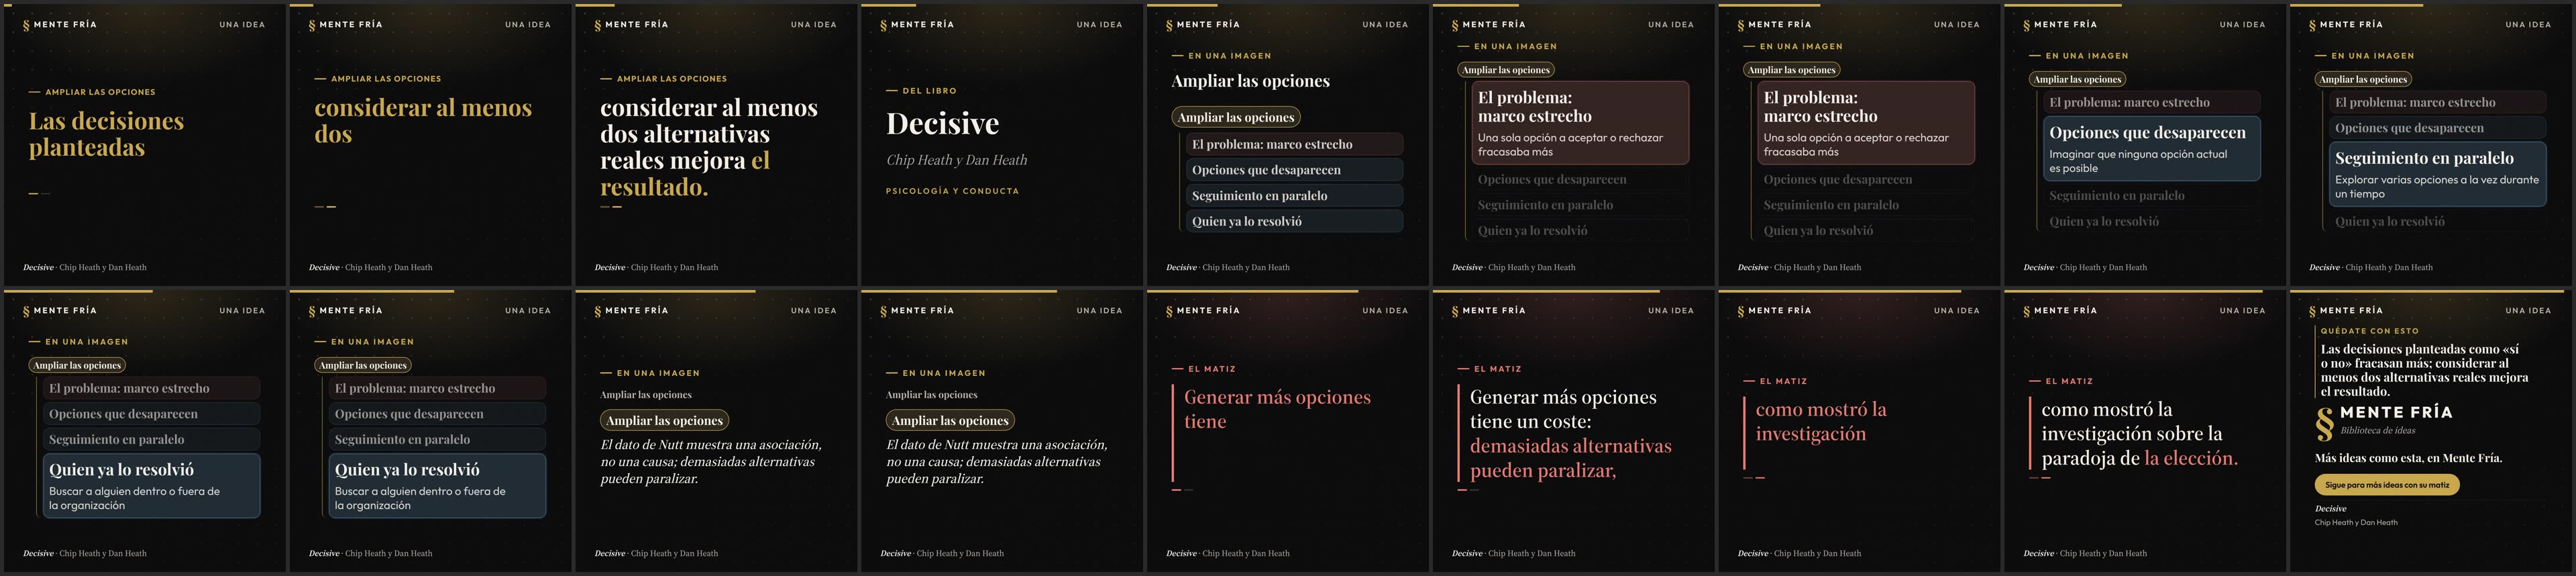 § MENTE FRÍA
UNA IDEA
— AMPLIAR LAS OPCIONES
Las decisiones
planteadas
Decisive · Chip Heath y Dan Heath
§ MENTE FRÍA
UNA IDEA
— AMPLIAR LAS OPCIONES
considerar al menos
dos
Decisive · Chip Heath y Dan Heath
§ MENTE FRÍA
UNA IDEA
— AMPLIAR LAS OPCIONES
considerar al menos
dos alternativas
reales mejora el
resultado.
Decisive · Chip Heath y Dan Heath
§ MENTE FRÍA
UNA IDEA
— DEL LIBRO
Decisive
Chip Heath y Dan Heath
PSICOLOGÍA Y CONDUCTA
§ MENTE FRÍA
UNA IDEA
— EN UNA IMAGEN
Ampliar las opciones
Ampliar las opciones
El problema: marco estrecho
Opciones que desaparecen
Seguimiento en paralelo
Quien ya lo resolvió
Decisive · Chip Heath y Dan Heath
§ MENTE FRÍA
UNA IDEA
— EN UNA IMAGEN
Ampliar las opciones
El problema:
marco estrecho
Una sola opción a aceptar o rechazar
fracasaba más
Opciones que desaparecen
Seguimiento en paralelo
Quien ya lo resolvió
Decisive · Chip Heath y Dan Heath
§ MENTE FRÍA
UNA IDEA
— EN UNA IMAGEN
Ampliar las opciones
El problema:
marco estrecho
Una sola opción a aceptar o rechazar
fracasaba más
Opciones que desaparecen
Seguimiento en paralelo
Quien ya lo resolvió
Decisive · Chip Heath y Dan Heath
§ MENTE FRÍA
UNA IDEA
— EN UNA IMAGEN
Ampliar las opciones
El problema: marco estrecho
Opciones que desaparecen
Imaginar que ninguna opción actual
es posible
Seguimiento en paralelo
Quien ya lo resolvió
Decisive · Chip Heath y Dan Heath
§ MENTE FRÍA
UNA IDEA
— EN UNA IMAGEN
Ampliar las opciones
El problema: marco estrecho
Opciones que desaparecen
Seguimiento en paralelo
Explorar varias opciones a la vez durante
un tiempo
Quien ya lo resolvió
Decisive · Chip Heath y Dan Heath
§ MENTE FRÍA
UNA IDEA
— EN UNA IMAGEN
Ampliar las opciones
El problema: marco estrecho
Opciones que desaparecen
Seguimiento en paralelo
Quien ya lo resolvió
Buscar a alguien dentro o fuera de
la organización
Decisive · Chip Heath y Dan Heath
§ MENTE FRÍA
UNA IDEA
— EN UNA IMAGEN
Ampliar las opciones
El problema: marco estrecho
Opciones que desaparecen
Seguimiento en paralelo
Quien ya lo resolvió
Buscar a alguien dentro o fuera de
la organización
Decisive · Chip Heath y Dan Heath
§ MENTE FRÍA
UNA IDEA
— EN UNA IMAGEN
Ampliar las opciones
Ampliar las opciones
El dato de Nutt muestra una asociación,
no una causa; demasiadas alternativas
pueden paralizar.
Decisive · Chip Heath y Dan Heath
§ MENTE FRÍA
UNA IDEA
— EN UNA IMAGEN
Ampliar las opciones
Ampliar las opciones
El dato de Nutt muestra una asociación,
no una causa; demasiadas alternativas
pueden paralizar.
Decisive · Chip Heath y Dan Heath
§ MENTE FRÍA
UNA IDEA
— EL MATIZ
Generar más opciones
tiene
Decisive · Chip Heath y Dan Heath
§ MENTE FRÍA
UNA IDEA
— EL MATIZ
Generar más opciones
tiene un coste:
demasiadas alternativas
pueden paralizar,
Decisive · Chip Heath y Dan Heath
§ MENTE FRÍA
UNA IDEA
— EL MATIZ
como mostró la
investigación
Decisive · Chip Heath y Dan Heath
§ MENTE FRÍA
UNA IDEA
— EL MATIZ
como mostró la
investigación sobre la
paradoja de la elección.
Decisive · Chip Heath y Dan Heath
§ MENTE FRÍA
UNA IDEA
QUÉDATE CON ESTO
Las decisiones planteadas como «sí
o no» fracasan más; considerar al
menos dos alternativas reales mejora
el resultado.
§ MENTE FRÍA
Biblioteca de ideas
Más ideas como esta, en Mente Fría.
Sigue para más ideas con su matiz
Decisive
Chip Heath y Dan Heath